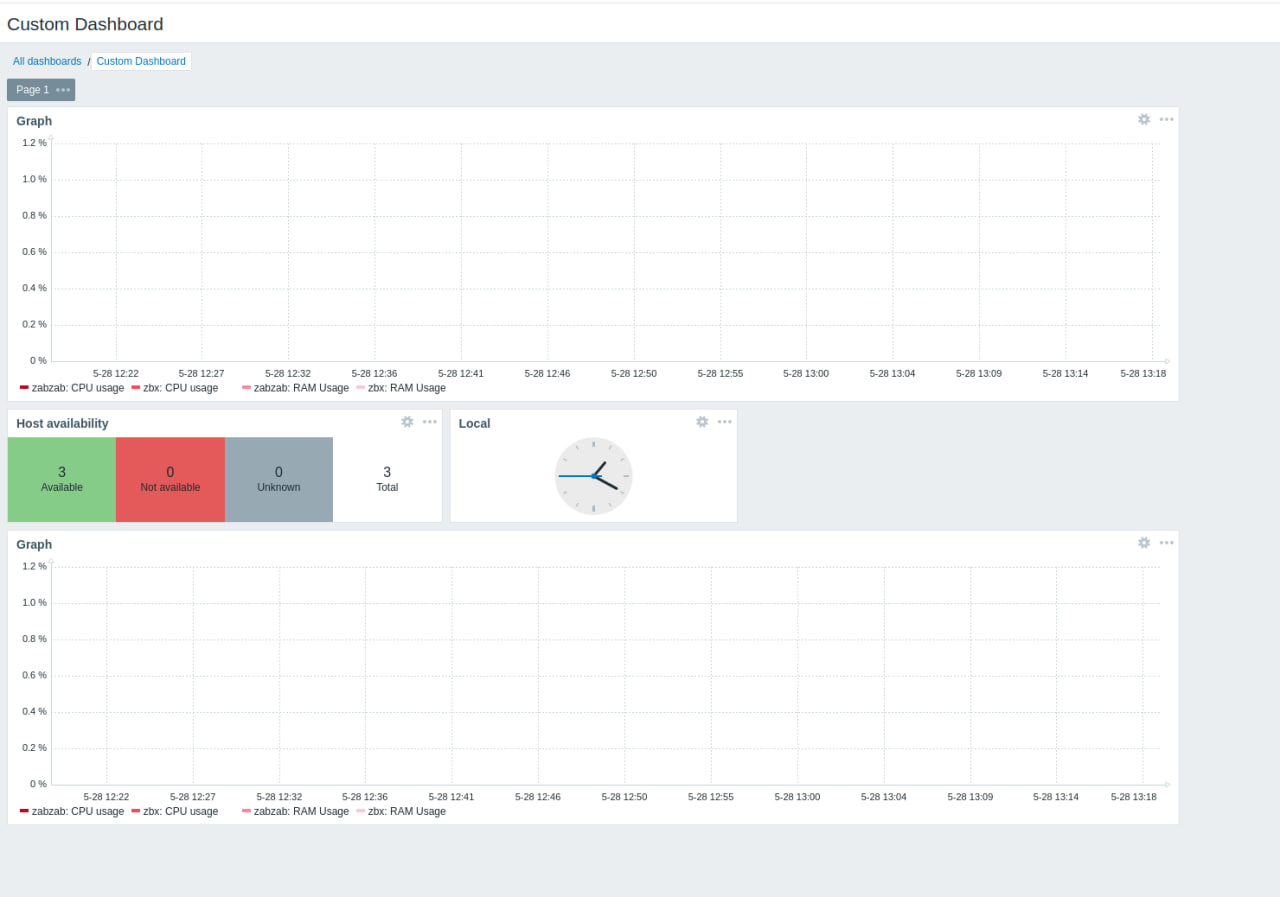 Custom Dashboard
All dashboards / Custom Dashboard
Page 1
Graph
1.2 %
1.0 %
0.8 %
0.6 %
0.4 %
0.2 %
0 %
5-28 12:22 5-28 12:27 5-28 12:32 5-28 12:36 5-28 12:41 5-28 12:46 5-28 12:50 5-28 12:55 5-28 13:00 5-28 13:04 5-28 13:09 5-28 13:14 5-28 13:18
zabzab: CPU usage zbx: CPU usage zabzab: RAM Usage zbx: RAM Usage
Host availability
3 0 0 3
Available Not available Unknown Total
Local
Graph
1.2 %
1.0 %
0.8 %
0.6 %
0.4 %
0.2 %
0 %
5-28 12:22 5-28 12:27 5-28 12:32 5-28 12:36 5-28 12:41 5-28 12:46 5-28 12:50 5-28 12:55 5-28 13:00 5-28 13:04 5-28 13:09 5-28 13:14 5-28 13:18
zabzab: CPU usage zbx: CPU usage zabzab: RAM Usage zbx: RAM Usage